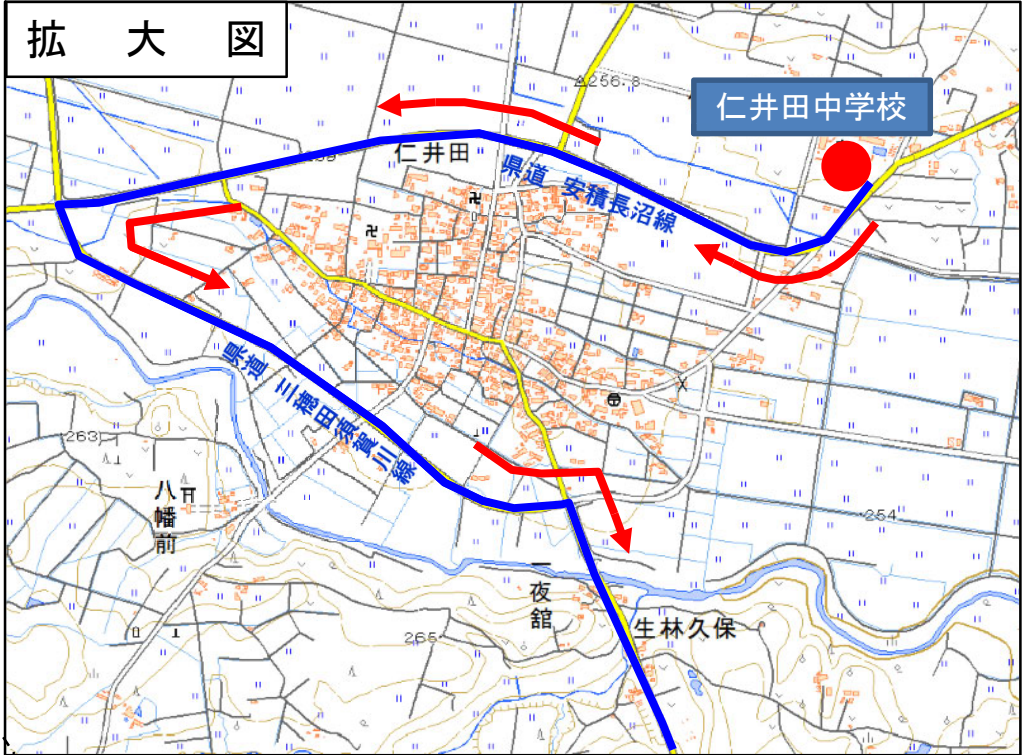 拡大図
256.8
仁井田中学校
仁井田
県道 安積長沼線
県道 三穂田須賀川線
263
八幡前
254
一夜舘
生林久保
265